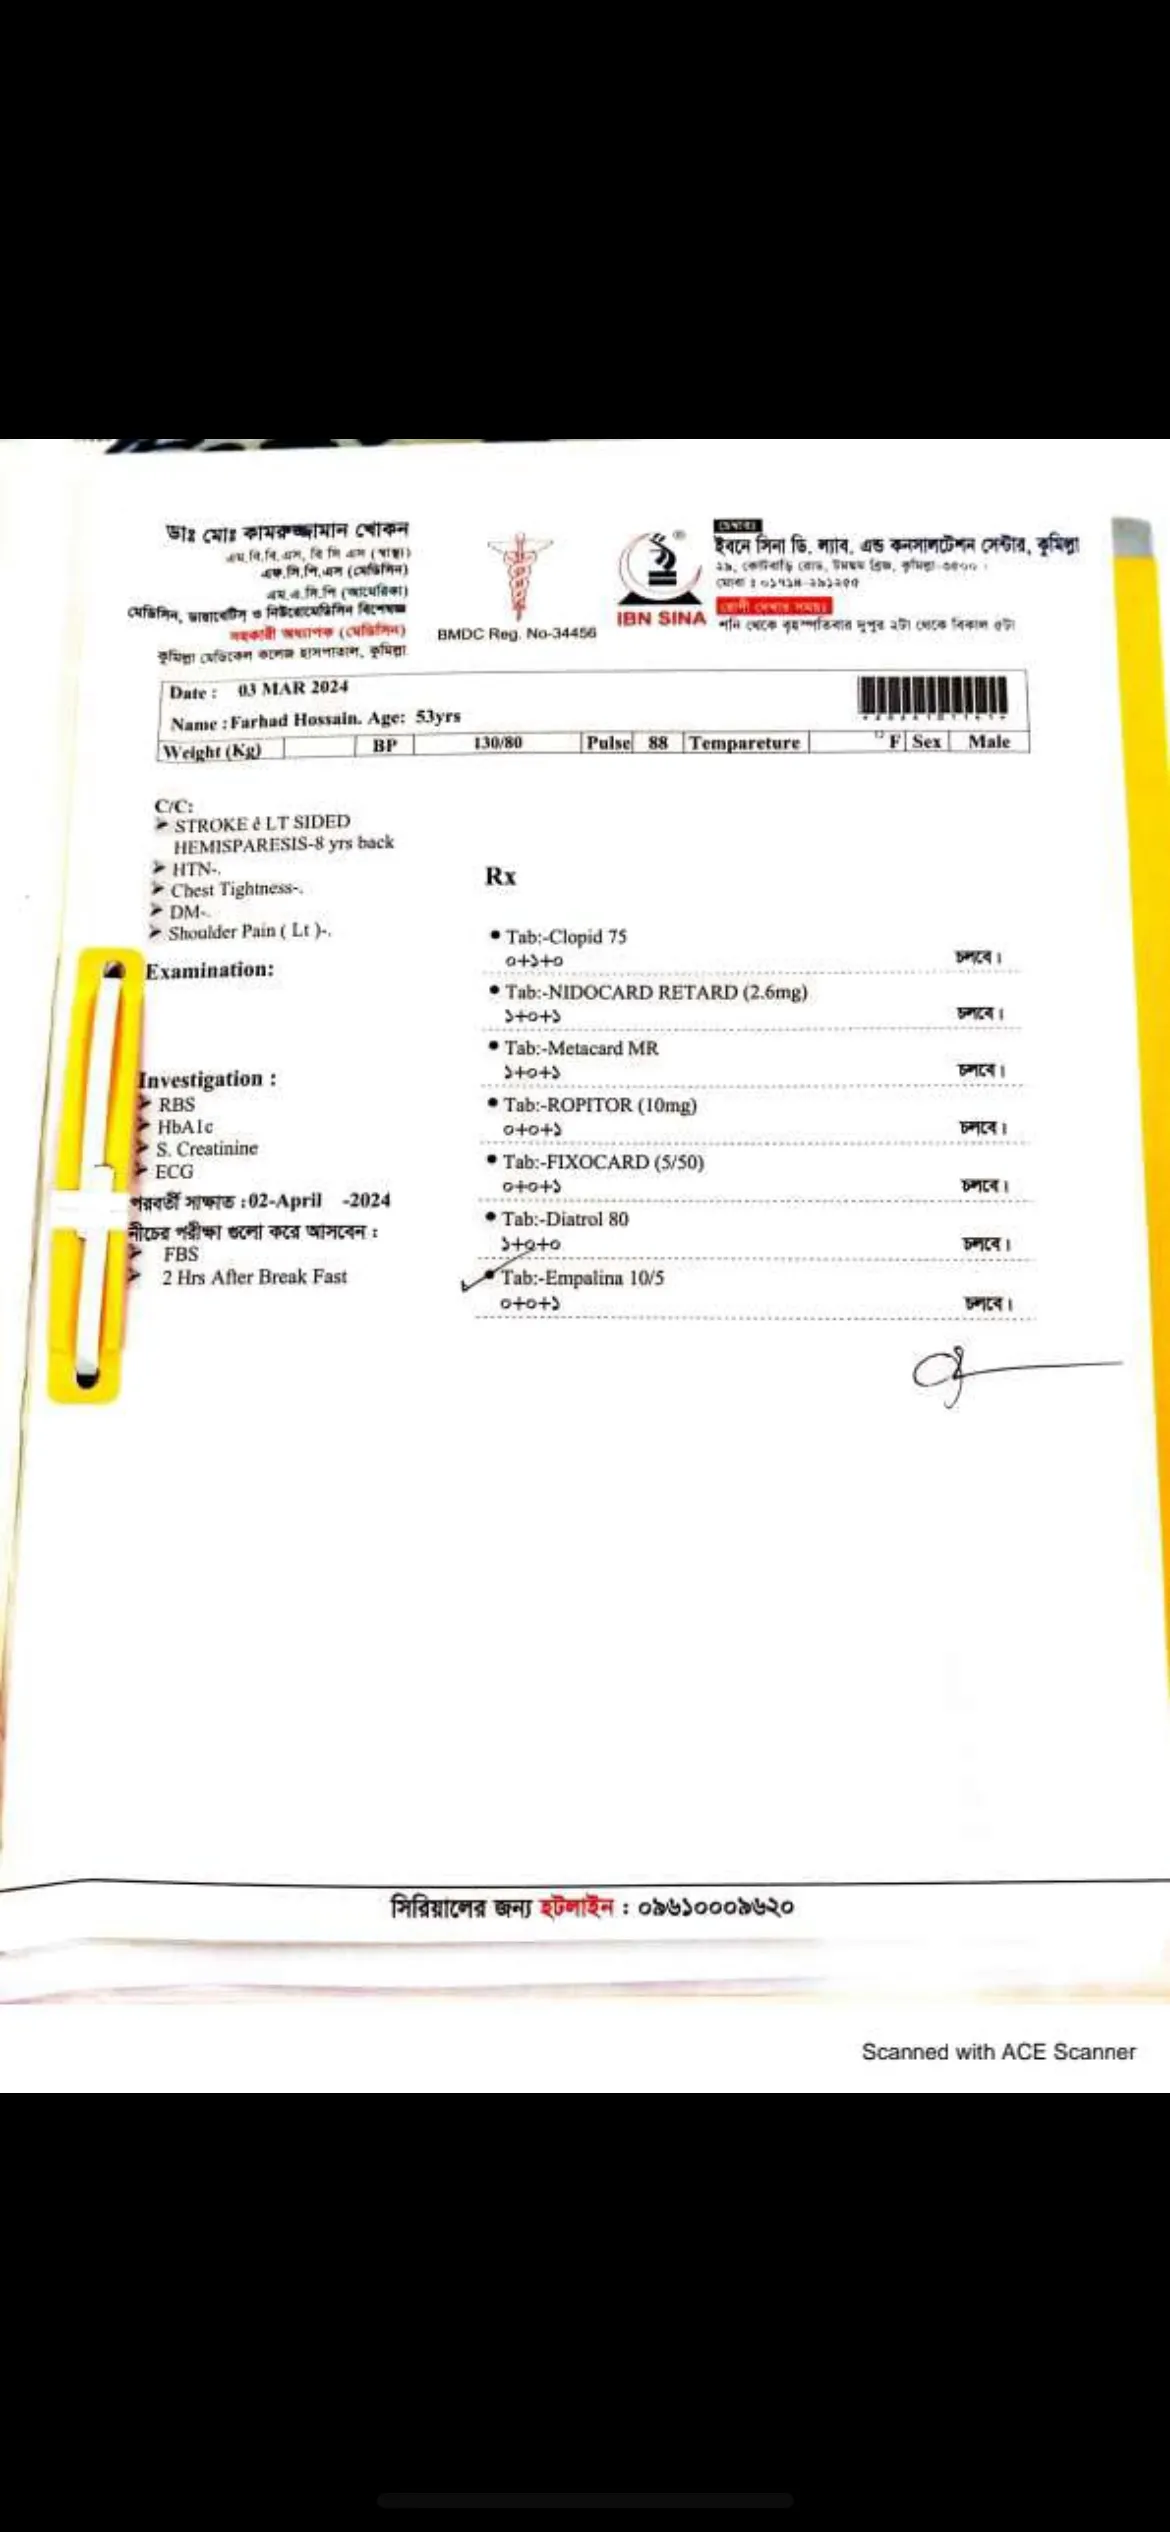 ডাঃ মোঃ কামরুজ্জামান খোকন
এম.বি.বি.এস, বি সি এস (স্বাস্থ্য)
এফ.সি.পি.এস (মেডিসিন)
এম.এ.সি.পি (আমেরিকা)
মেডিসিন, ডায়াবেটিস ও নিউরোমেডিসিন বিশেষজ্ঞ
সহকারী অধ্যাপক (মেডিসিন)
কুমিল্লা মেডিকেল কলেজ হাসপাতাল, কুমিল্লা
BMDC Reg. No-34456
IBN SINA
চেম্বারঃ
ইবনে সিনা ডি. ল্যাব, এন্ড কনসালটেশন সেন্টার, কুমিল্লা
২৯, কোটবাড়ি রোড, টমছম ব্রিজ, কুমিল্লা-৩৫০০।
রোগী দেখার সময়ঃ
শনি থেকে বৃহস্পতিবার দুপুর ২টা থেকে বিকাল ৫টা
Date : 03 MAR 2024
Name : Farhad Hossain. Age: 53yrs
Weight (Kg) BP 130/80 Pulse 88 Tempareture F Sex Male
C/C:
STROKE ē LT SIDED
HEMISPARESIS-8 yrs back
HTN-.
Chest Tightness-.
DM-.
Shoulder Pain ( Lt )-.
Examination:
Investigation :
RBS
HbA1c
S. Creatinine
ECG
পরবর্তী সাক্ষাত : 02-April -2024
নীচের পরীক্ষা গুলো করে আসবেন :
FBS
2 Hrs After Break Fast
Rx
Tab:-Clopid 75
০+১+০ চলবে।
Tab:-NIDOCARD RETARD (2.6mg)
১+০+১ চলবে।
Tab:-Metacard MR
১+০+১ চলবে।
Tab:-ROPITOR (10mg)
০+০+১ চলবে।
Tab:-FIXOCARD (5/50)
০+০+১ চলবে।
Tab:-Diatrol 80
১+০+০ চলবে।
Tab:-Empalina 10/5
০+০+১ চলবে।
সিরিয়ালের জন্য হটলাইন : ০৯৬১০০০৯৬২০
Scanned with ACE Scanner